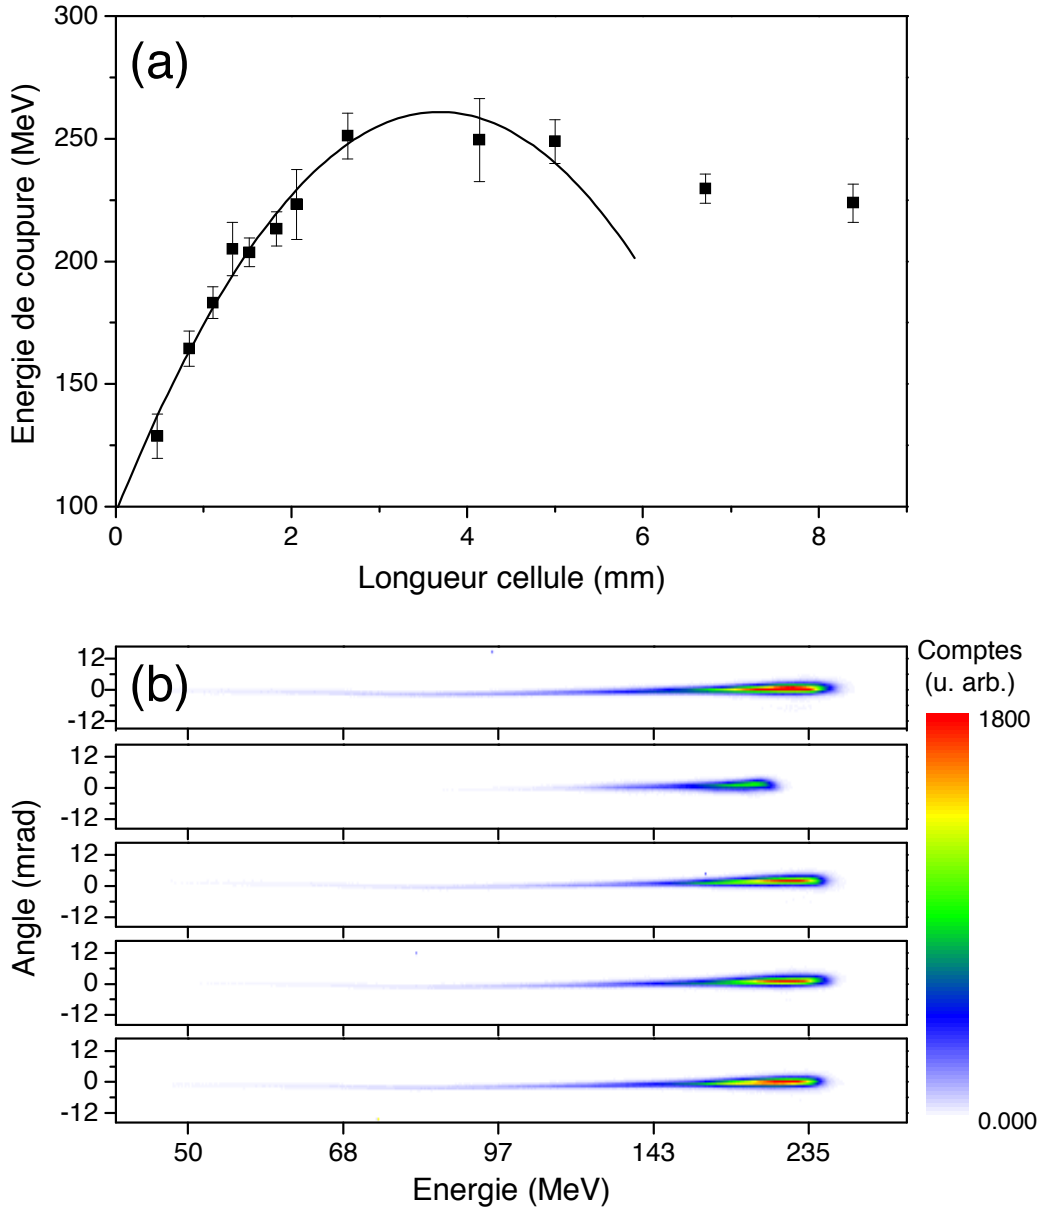 300
(a)
250
200
150
100
Energie de coupure (MeV)
0 2 4 6 8
Longueur cellule (mm)
(b)
12
0
-12
12
0
-12
12
0
-12
12
0
-12
12
0
-12
Angle (mrad)
50 68 97 143 235
Energie (MeV)
Comptes
(u. arb.)
1800
0.000